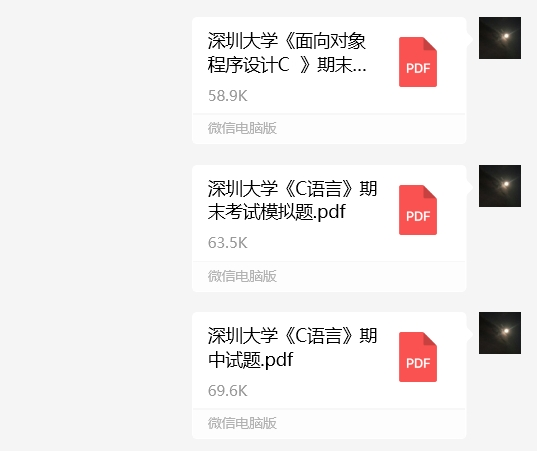 深圳大学《面向对象
程序设计C  》期末...
PDF
58.9K
微信电脑版
深圳大学《C语言》期
末考试模拟题.pdf
PDF
63.5K
微信电脑版
深圳大学《C语言》期
中试题.pdf
PDF
69.6K
微信电脑版